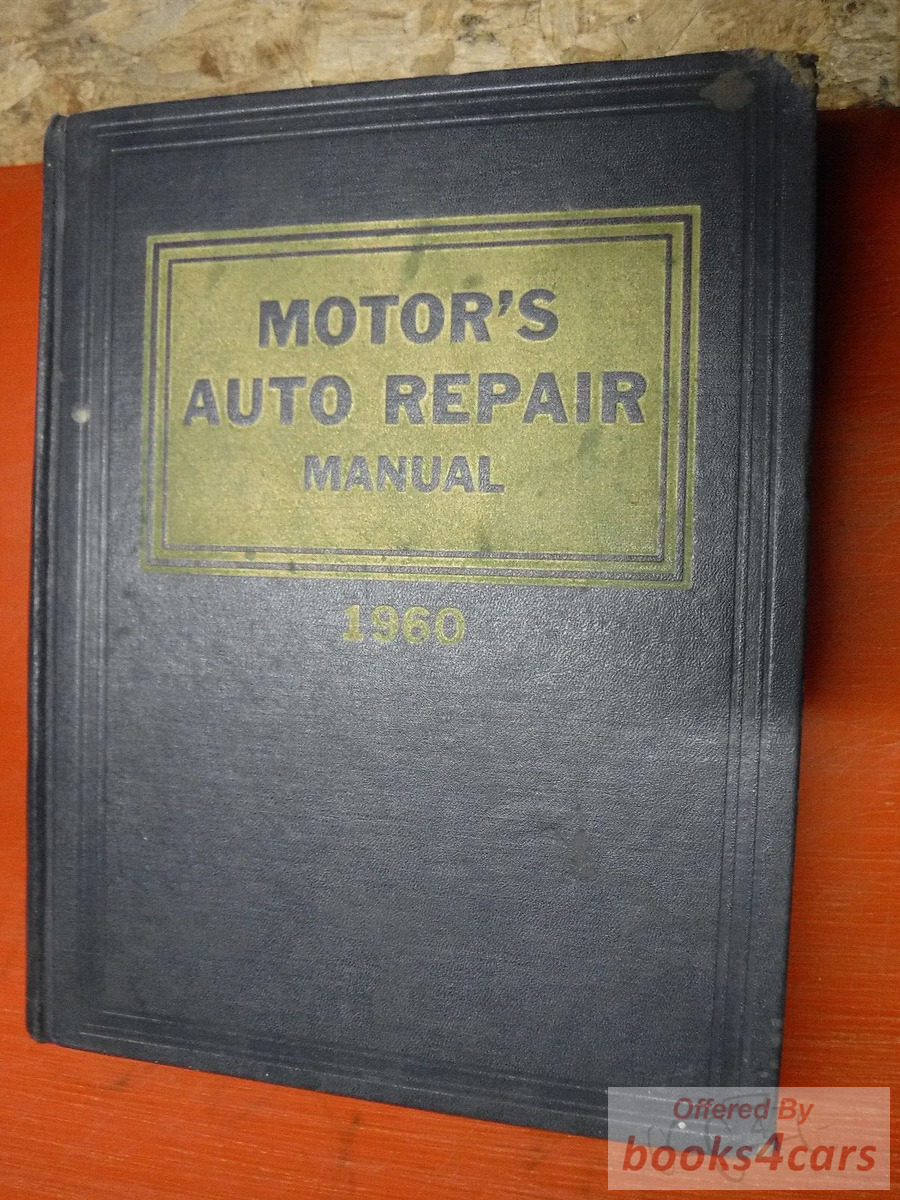 MOTOR'S
AUTO REPAIR
MANUAL
1960
Offered By
books4cars